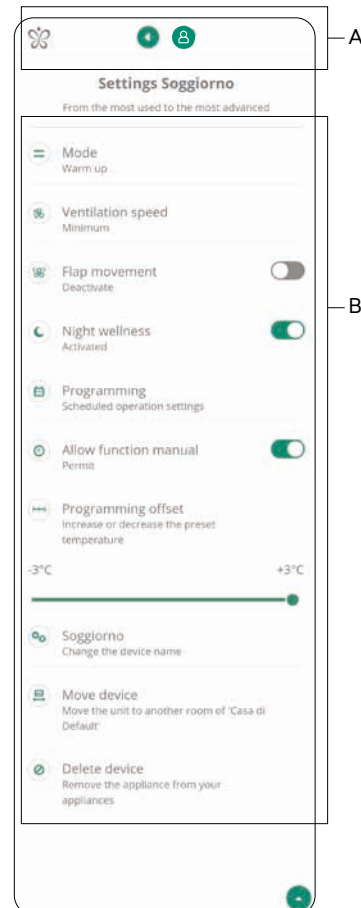 A
Settings Soggiorno
From the most used to the most advanced
Mode
Warm up
Ventilation speed
Minimum
Flap movement
Deactivate
B
Night wellness
Activated
Programming
Scheduled operation settings
Allow function manual
Permit
Programming offset
Increase or decrease the preset
temperature
-3°C +3°C
Soggiorno
Change the device name
Move device
Move the unit to another room of 'Casa di
Default'
Delete device
Remove the appliance from your
appliances